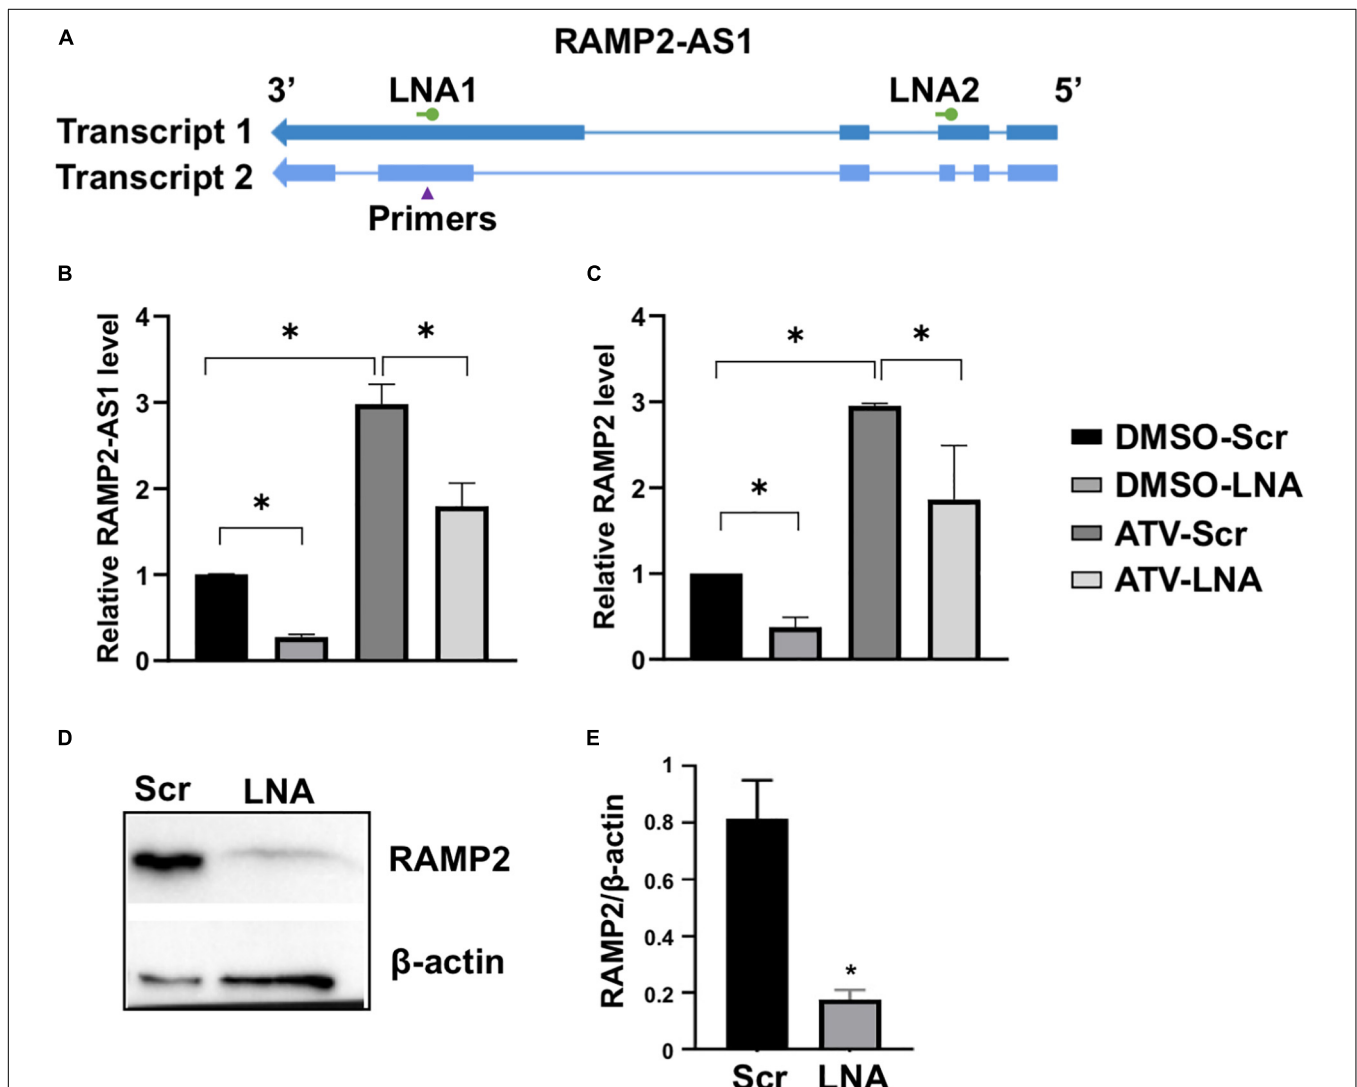 A
RAMP2-AS1
3’ LNA1 LNA2 5’
Transcript 1
Transcript 2
Primers
B
Relative RAMP2-AS1 level
4
3
2
1
0
*
*
*
C
Relative RAMP2 level
4
3
2
1
0
*
*
*
DMSO-Scr
DMSO-LNA
ATV-Scr
ATV-LNA
D
Scr LNA
RAMP2
β-actin
E
RAMP2/β-actin
1
0.8
0.6
0.4
0.2
0
*
Scr LNA